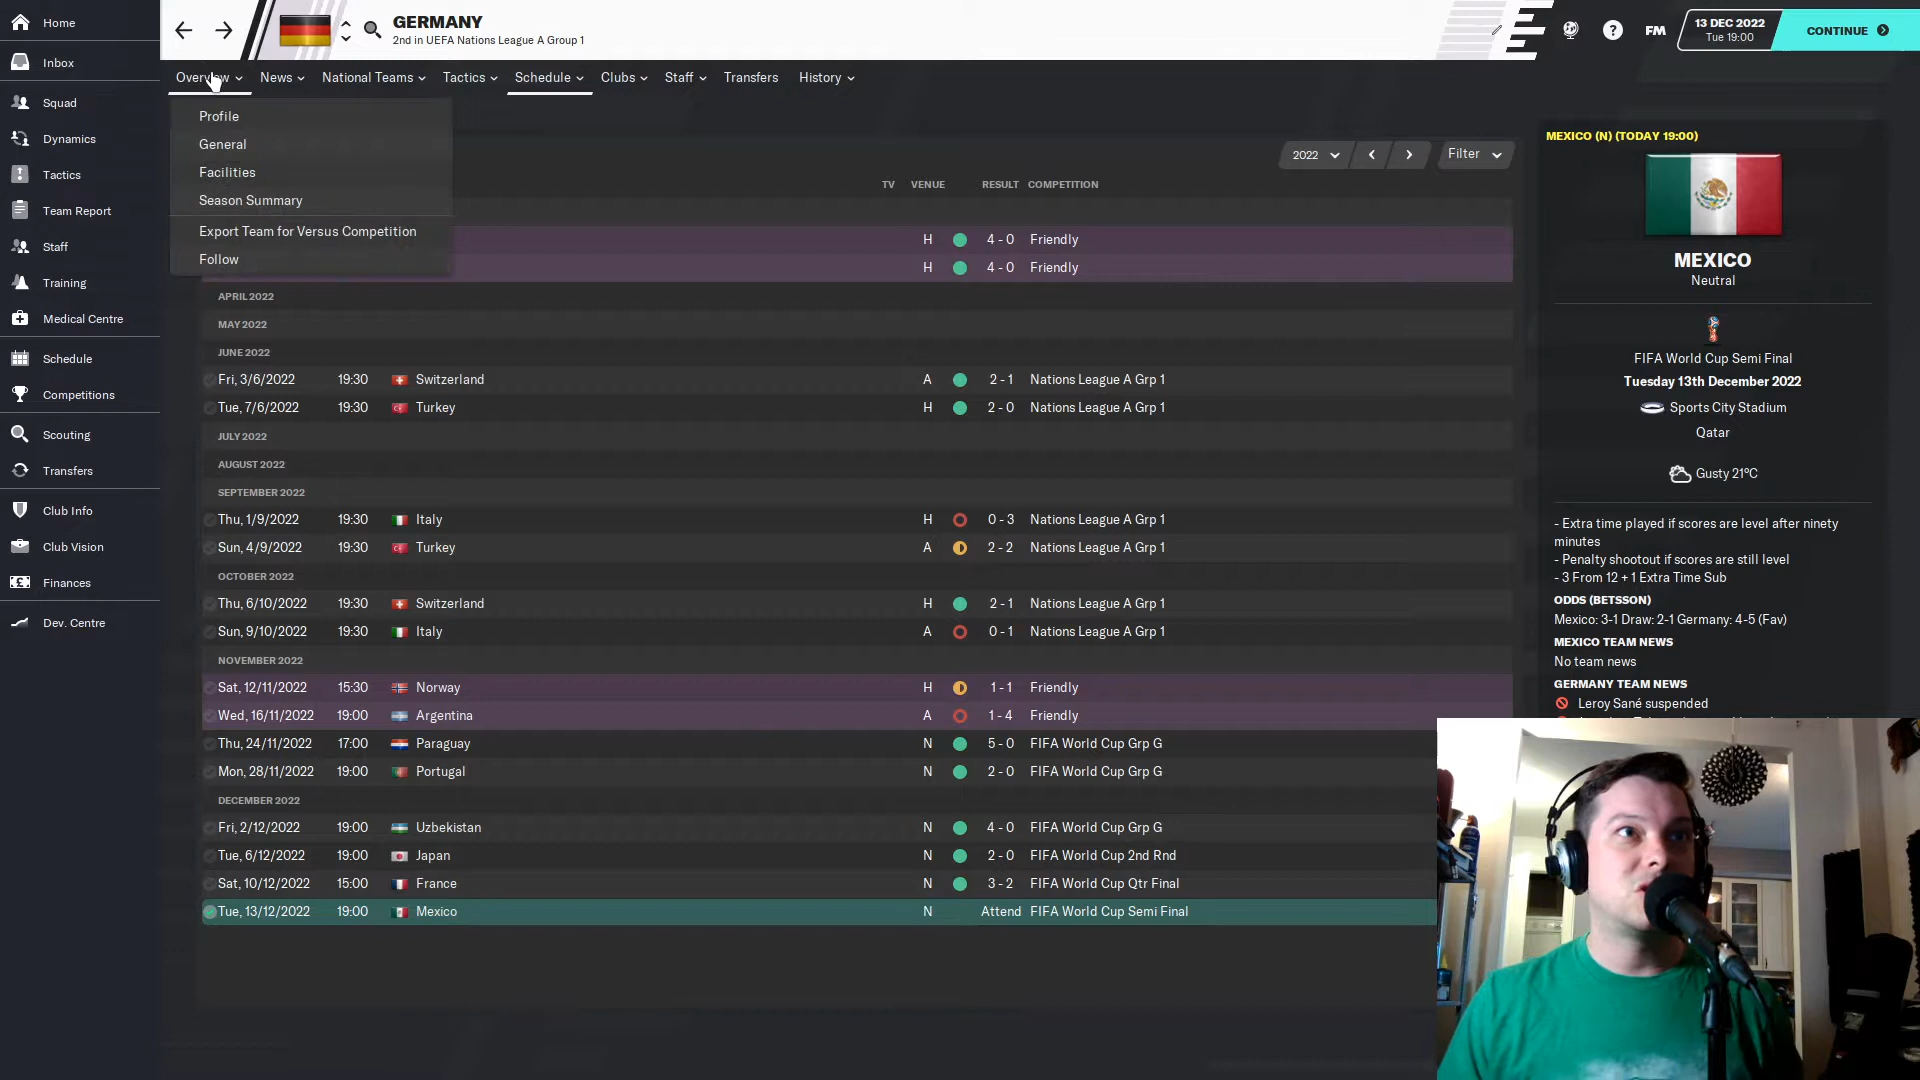 Home
Inbox
Squad
Dynamics
Tactics
Team Report
Staff
Training
Medical Centre
Schedule
Competitions
Scouting
Transfers
Club Info
Club Vision
Finances
Dev. Centre
GERMANY
2nd in UEFA Nations League A Group 1
FM
13 DEC 2022
Tue 19:00
CONTINUE
Overview News National Teams Tactics Schedule Clubs Staff Transfers History
Profile
General
Facilities
Season Summary
Export Team for Versus Competition
Follow
2022 Filter
TV VENUE RESULT COMPETITION
H 4 - 0 Friendly
H 4 - 0 Friendly
APRIL 2022
MAY 2022
JUNE 2022
Fri, 3/6/2022 19:30 Switzerland A 2 - 1 Nations League A Grp 1
Tue, 7/6/2022 19:30 Turkey H 2 - 0 Nations League A Grp 1
JULY 2022
AUGUST 2022
SEPTEMBER 2022
Thu, 1/9/2022 19:30 Italy H 0 - 3 Nations League A Grp 1
Sun, 4/9/2022 19:30 Turkey A 2 - 2 Nations League A Grp 1
OCTOBER 2022
Thu, 6/10/2022 19:30 Switzerland H 2 - 1 Nations League A Grp 1
Sun, 9/10/2022 19:30 Italy A 0 - 1 Nations League A Grp 1
NOVEMBER 2022
Sat, 12/11/2022 15:30 Norway H 1 - 1 Friendly
Wed, 16/11/2022 19:00 Argentina A 1 - 4 Friendly
Thu, 24/11/2022 17:00 Paraguay N 5 - 0 FIFA World Cup Grp G
Mon, 28/11/2022 19:00 Portugal N 2 - 0 FIFA World Cup Grp G
DECEMBER 2022
Fri, 2/12/2022 19:00 Uzbekistan N 4 - 0 FIFA World Cup Grp G
Tue, 6/12/2022 19:00 Japan N 2 - 0 FIFA World Cup 2nd Rnd
Sat, 10/12/2022 15:00 France N 3 - 2 FIFA World Cup Qtr Final
Tue, 13/12/2022 19:00 Mexico N Attend FIFA World Cup Semi Final
MEXICO (N) (TODAY 19:00)
MEXICO
Neutral
FIFA World Cup Semi Final
Tuesday 13th December 2022
Sports City Stadium
Qatar
Gusty 21°C
- Extra time played if scores are level after ninety
minutes
- Penalty shootout if scores are still level
- 3 From 12 + 1 Extra Time Sub
ODDS (BETSSON)
Mexico: 3-1 Draw: 2-1 Germany: 4-5 (Fav)
MEXICO TEAM NEWS
No team news
GERMANY TEAM NEWS
Leroy Sané suspended